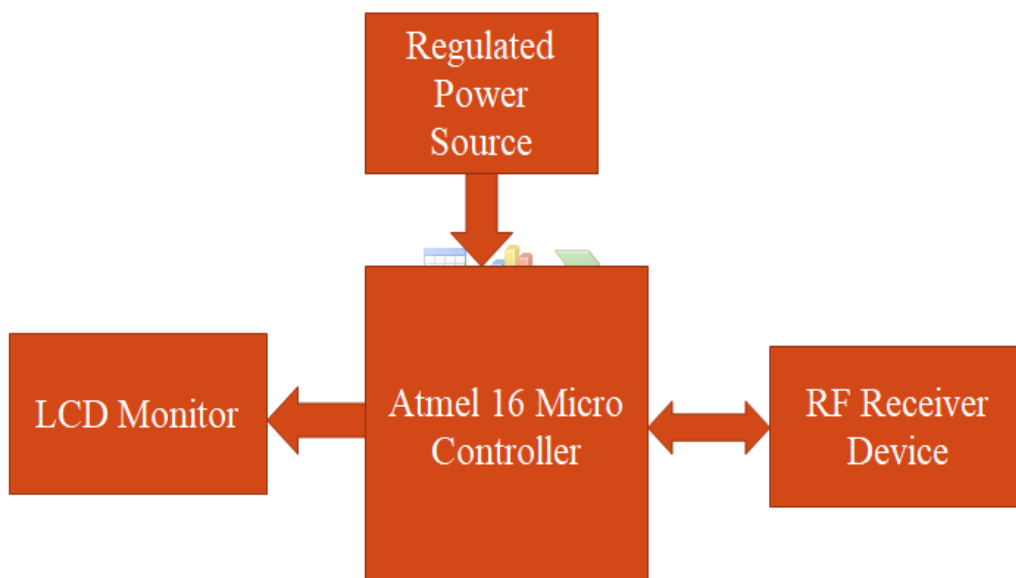 Regulated
Power
Source
LCD Monitor
Atmel 16 Micro
Controller
RF Receiver
Device